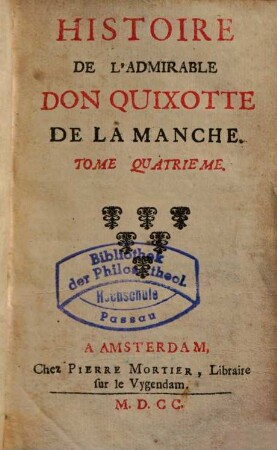 HISTOIRE
DE L'ADMIRABLE
DON QUIXOTTE
DE LA MANCHE.
TOME QUATRIEME.
Bibliothek
der Philos.-theol.
Hochschule
Passau
A AMSTERDAM,
Chez PIERRE MORTIER, Libraire
sur le Vygendam.
M. D. C C.